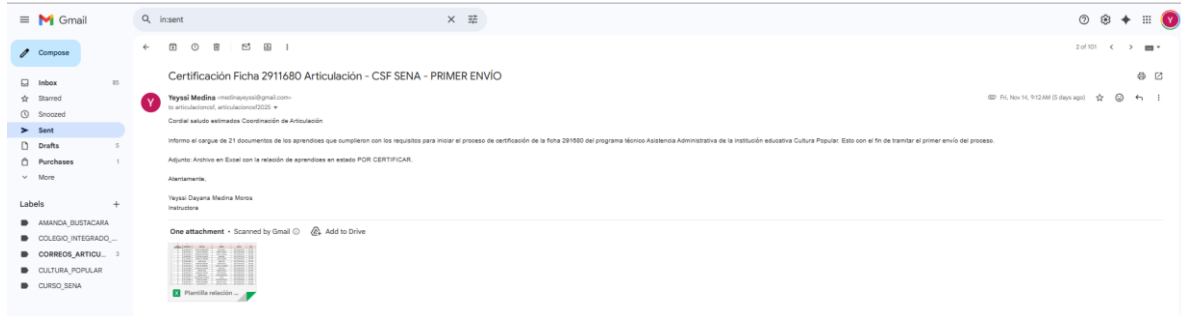 Gmail
in:sent
Compose
2 of 101
Inbox 85
Starred
Snoozed
Sent
Drafts 5
Purchases 1
More
Labels
AMANDA_BUSTACARA
COLEGIO_INTEGRADO_...
CORREOS_ARTICU... 3
CULTURA_POPULAR
CURSO_SENA
Certificación Ficha 2911680 Articulación - CSF SENA - PRIMER ENVÍO
Y
Yeyssi Medina <medinayeyssi@gmail.com>
Fri, Nov 14, 9:12 AM (5 days ago)
to articulacioncsf, articulacioncsf2025
Cordial saludo estimados Coordinación de Articulación
Informo el cargue de 21 documentos de los aprendices que cumplieron con los requisitos para iniciar el proceso de certificación de la ficha 291680 del programa técnico Asistencia Administrativa de la institución educativa Cultura Popular. Esto con el fin de tramitar el primer envío del proceso.
Adjunto: Archivo en Excel con la relación de aprendices en estado POR CERTIFICAR.
Atentamente,
Yeyssi Dayana Medina Moros
Instructora
One attachment • Scanned by Gmail
Add to Drive
Plantilla relación ...
Y